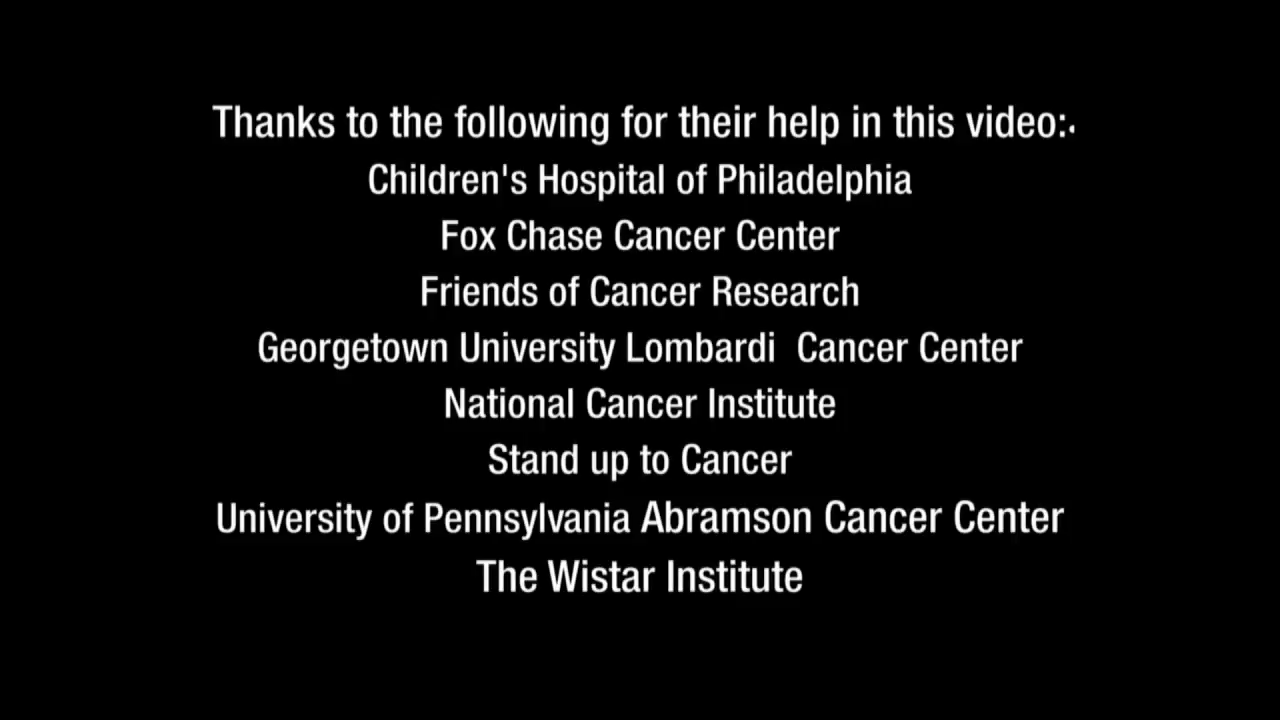 Thanks to the following for their help in this video:
Children's Hospital of Philadelphia
Fox Chase Cancer Center
Friends of Cancer Research
Georgetown University Lombardi  Cancer Center
National Cancer Institute
Stand up to Cancer
University of Pennsylvania Abramson Cancer Center
The Wistar Institute